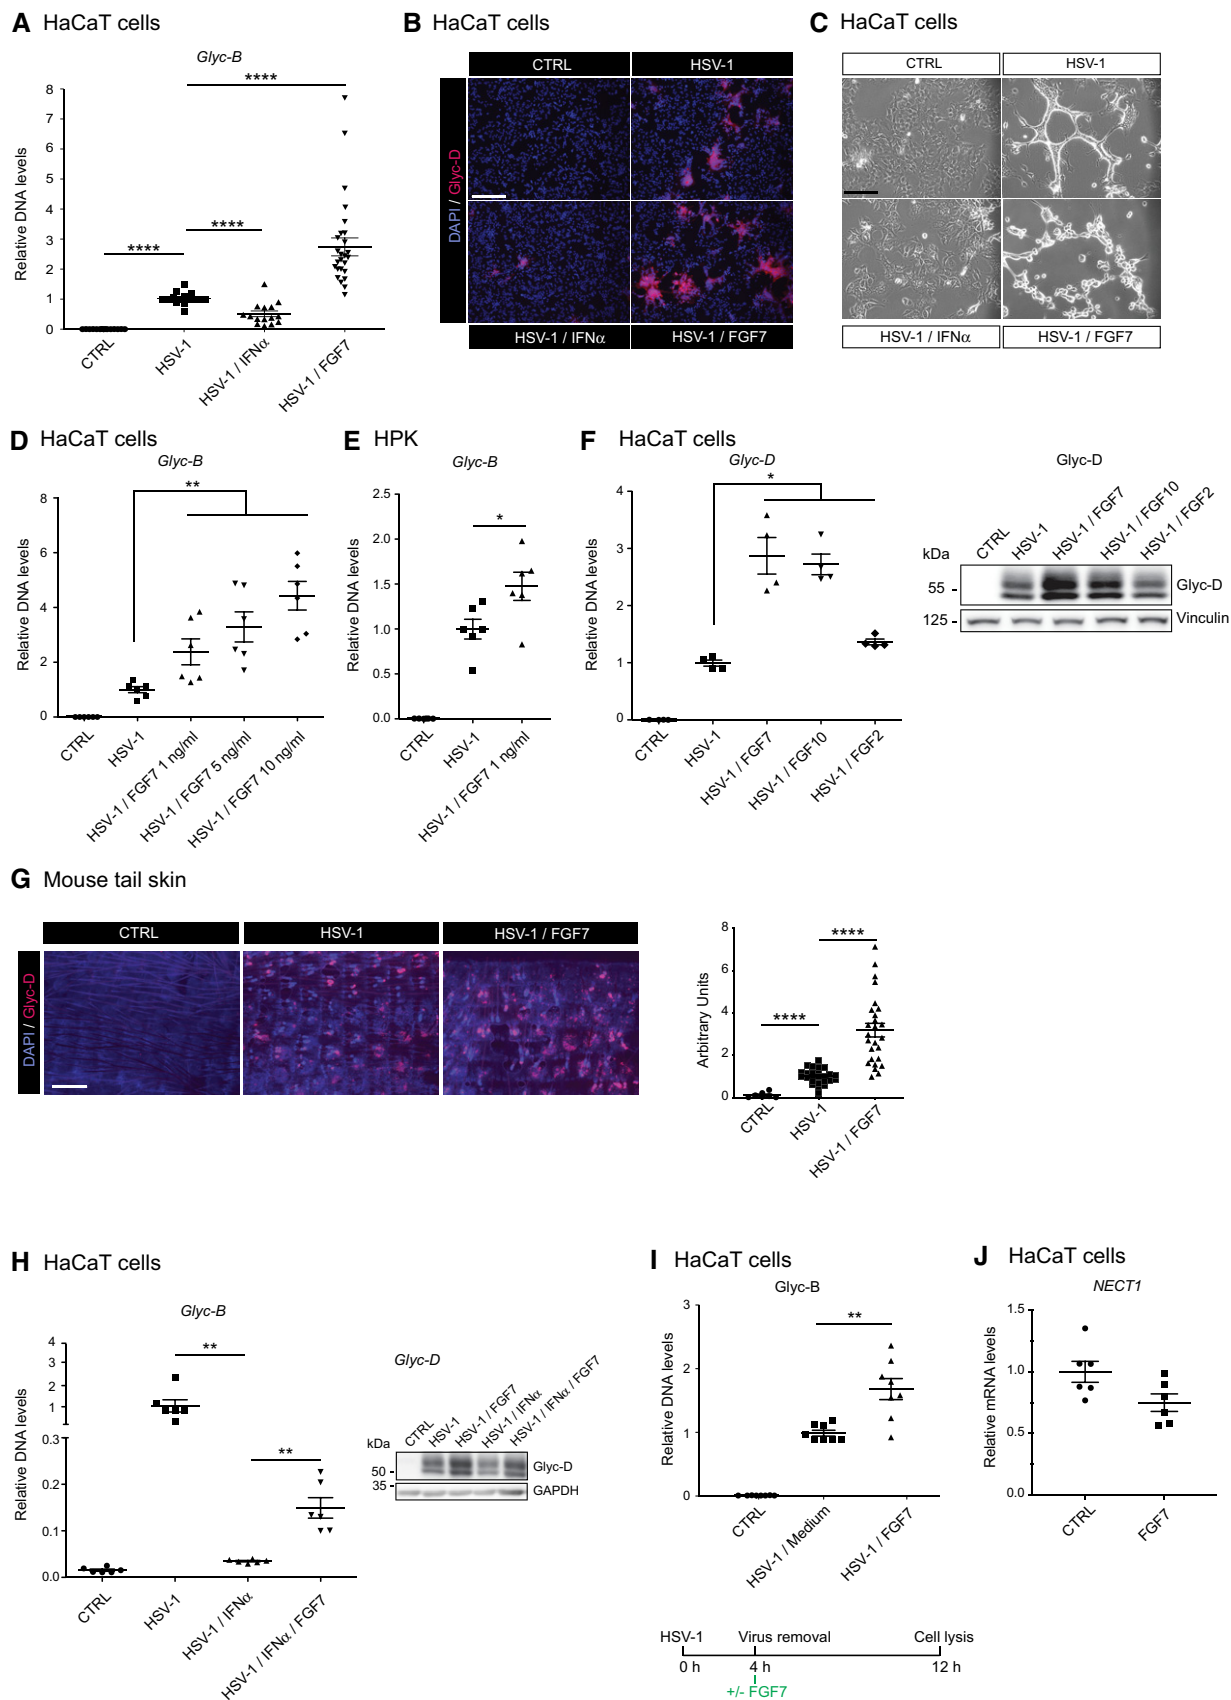 A HaCaT cells
Glyc-B
Relative DNA levels
8
7
6
5
4
3
2
1
0
****
****
****
CTRL
HSV-1
HSV-1 / IFNα
HSV-1 / FGF7
B HaCaT cells
CTRL
HSV-1
DAPI / Glyc-D
HSV-1 / IFNα
HSV-1 / FGF7
C HaCaT cells
CTRL
HSV-1
HSV-1 / IFNα
HSV-1 / FGF7
D HaCaT cells
Glyc-B
Relative DNA levels
8
6
4
2
0
**
CTRL
HSV-1
HSV-1 / FGF7 1 ng/ml
HSV-1 / FGF7 5 ng/ml
HSV-1 / FGF7 10 ng/ml
E HPK
Glyc-B
Relative DNA levels
2.5
2.0
1.5
1.0
0.5
0.0
*
CTRL
HSV-1
HSV-1 / FGF7 1 ng/ml
F HaCaT cells
Glyc-D
Relative DNA levels
4
3
2
1
0
*
CTRL
HSV-1
HSV-1 / FGF7
HSV-1 / FGF10
HSV-1 / FGF2
Glyc-D
CTRL
HSV-1
HSV-1 / FGF7
HSV-1 / FGF10
HSV-1 / FGF2
kDa
55
Glyc-D
125
Vinculin
G Mouse tail skin
CTRL
HSV-1
HSV-1 / FGF7
DAPI / Glyc-D
Arbitrary Units
8
6
4
2
0
****
****
CTRL
HSV-1
HSV-1 / FGF7
H HaCaT cells
Glyc-B
Relative DNA levels
4
3
2
1
0.3
0.2
0.1
0.0
**
**
CTRL
HSV-1
HSV-1 / IFNα
HSV-1 / IFNα / FGF7
Glyc-D
CTRL
HSV-1
HSV-1 / FGF7
HSV-1 / IFNα
HSV-1 / IFNα / FGF7
kDa
50
Glyc-D
35
GAPDH
I HaCaT cells
Glyc-B
Relative DNA levels
3
2
1
0
**
CTRL
HSV-1 / Medium
HSV-1 / FGF7
HSV-1 Virus removal Cell lysis
0 h 4 h 12 h
+/- FGF7
J HaCaT cells
NECT1
Relative mRNA levels
1.5
1.0
0.5
0.0
CTRL
FGF7